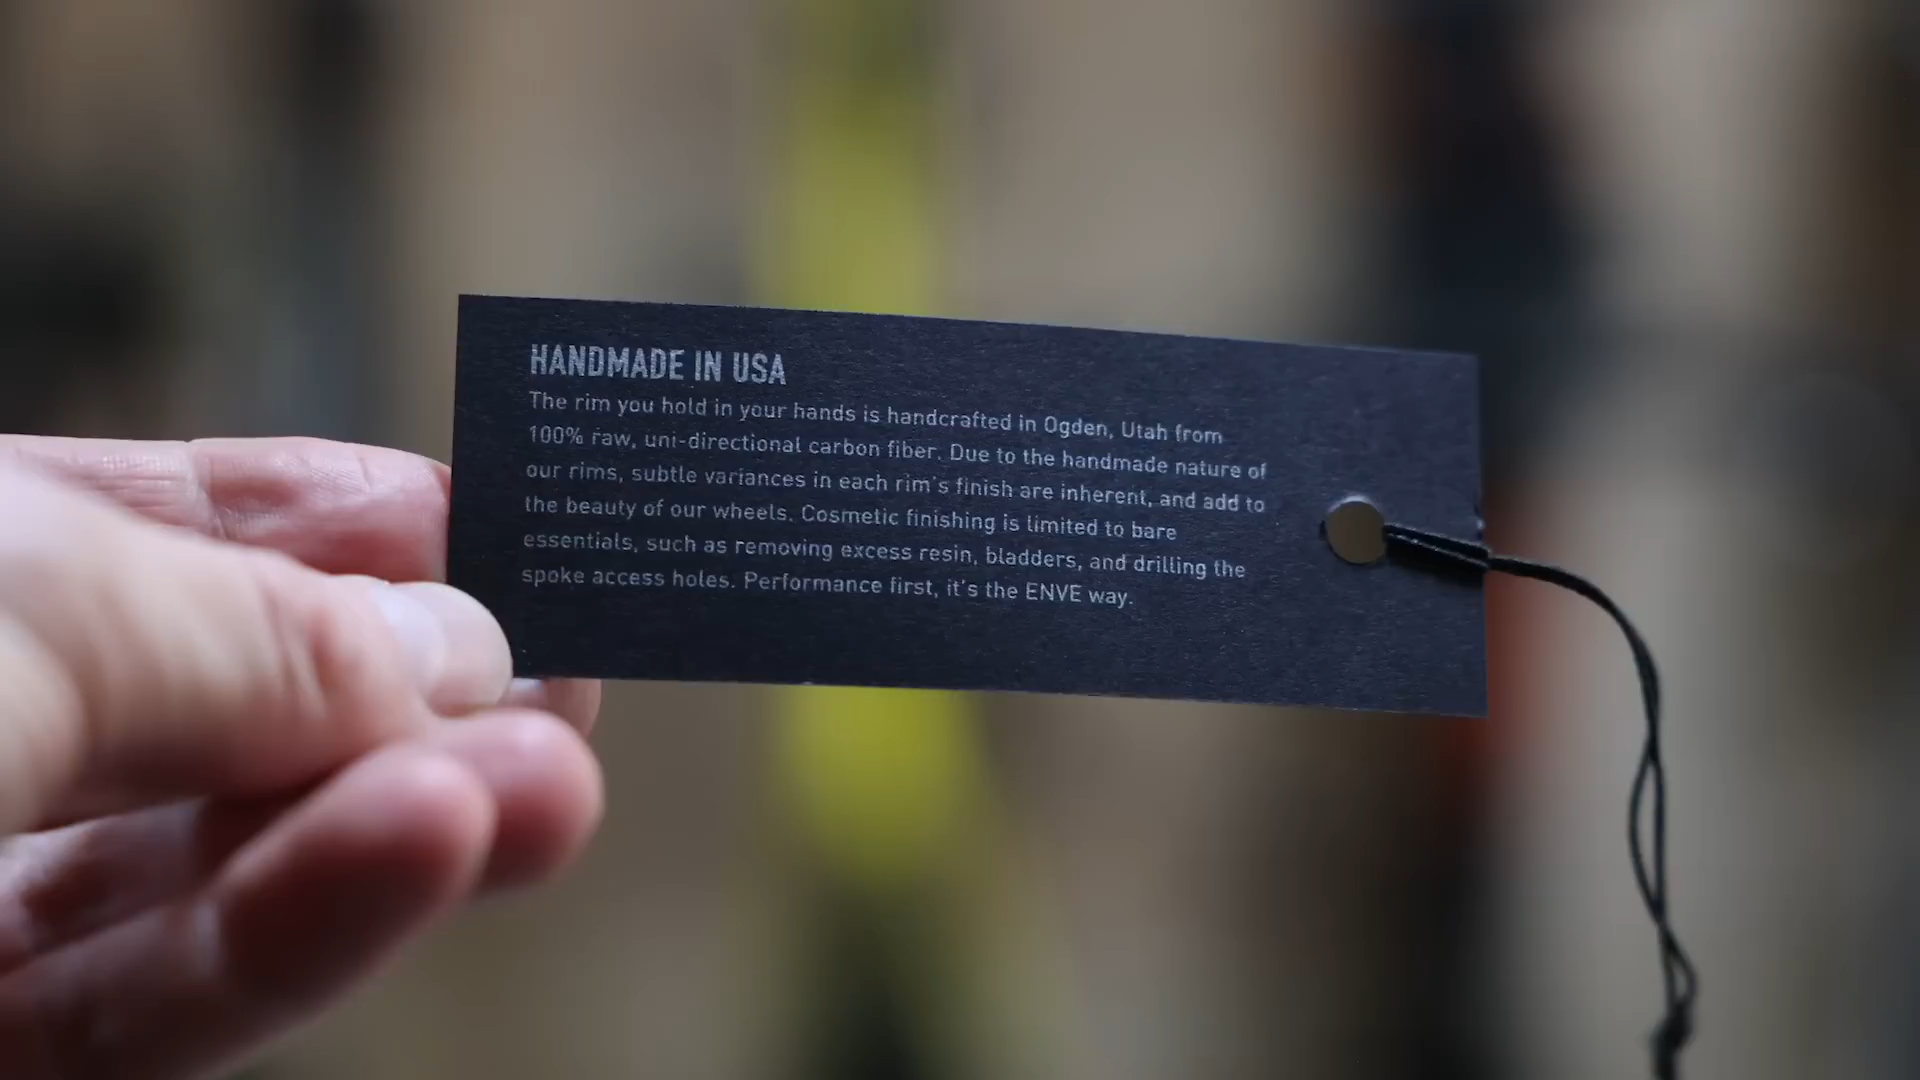 HANDMADE IN USA
The rim you hold in your hands is handcrafted in Ogden, Utah from
100% raw, uni-directional carbon fiber. Due to the handmade nature of
our rims, subtle variances in each rim's finish are inherent, and add to
the beauty of our wheels. Cosmetic finishing is limited to bare
essentials, such as removing excess resin, bladders, and drilling the
spoke access holes. Performance first, it's the ENVE way.